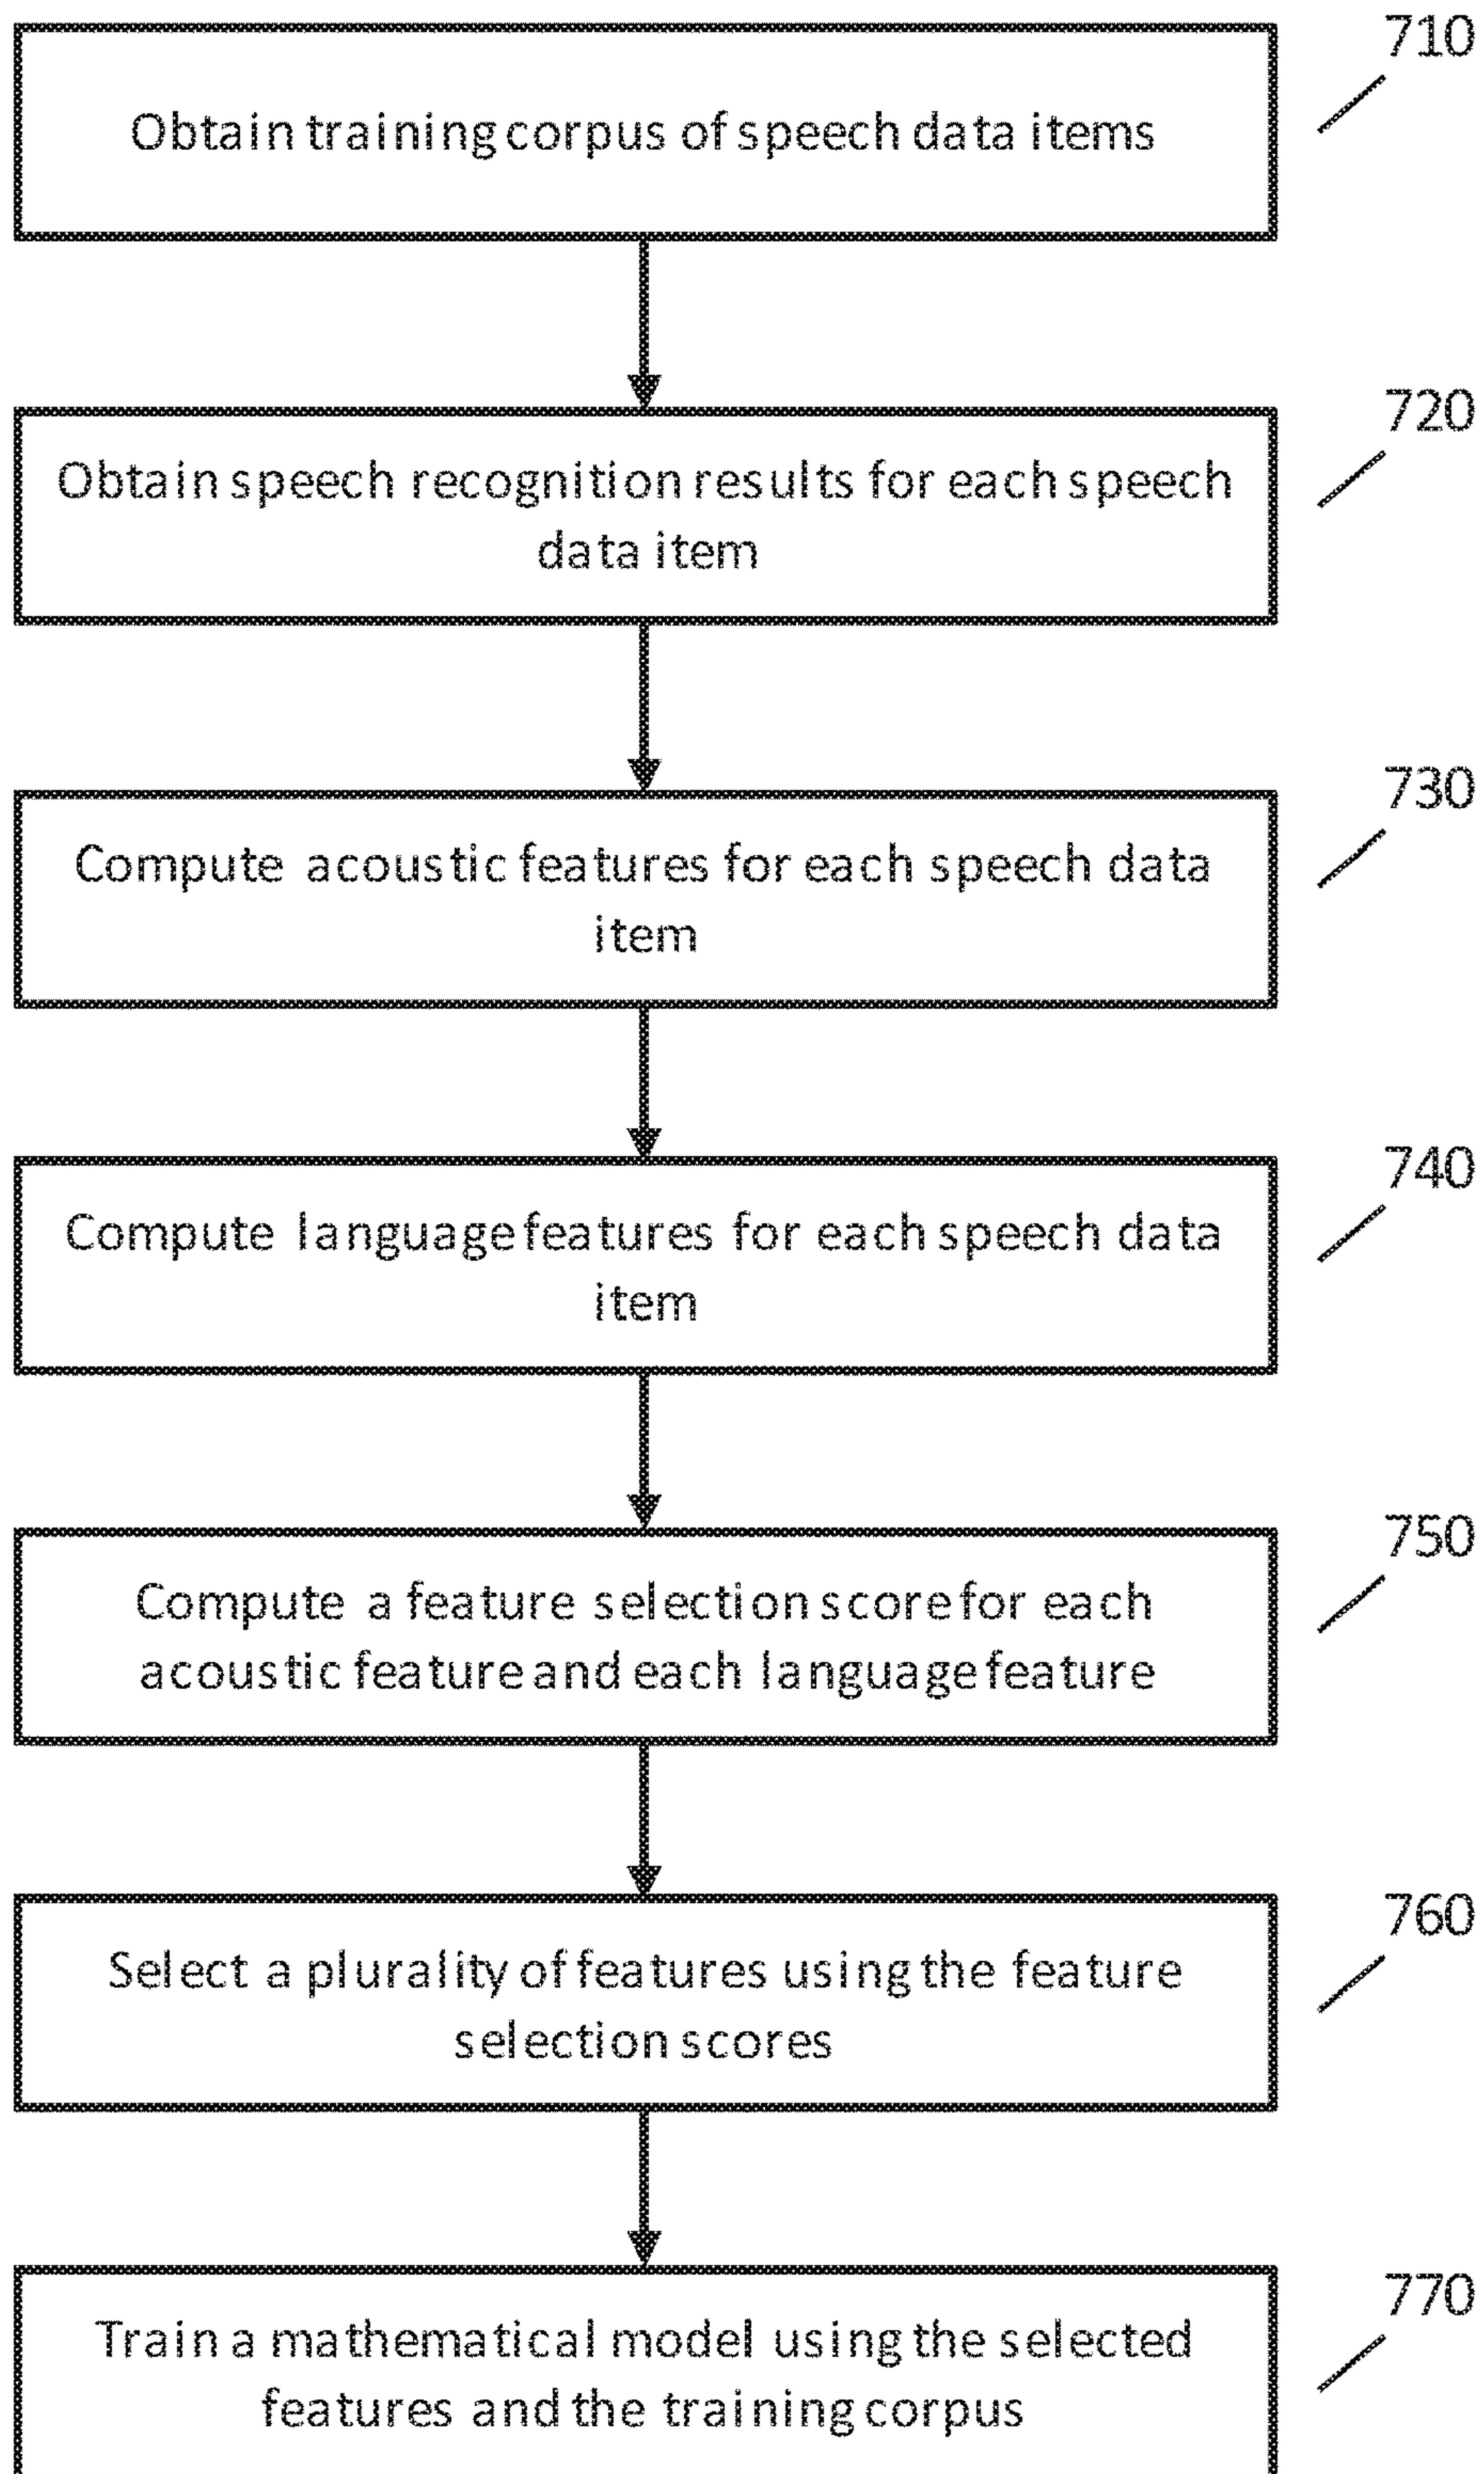 710
Obtain training corpus of speech data items
720
Obtain speech recognition results for each speech
data item
730
Compute acoustic features for each speech data
item
740
Compute language features for each speech data
item
750
Compute a feature selection score for each
acoustic feature and each language feature
760
Select a plurality of features using the feature
selection scores
770
Train a mathematical model using the selected
features and the training corpus